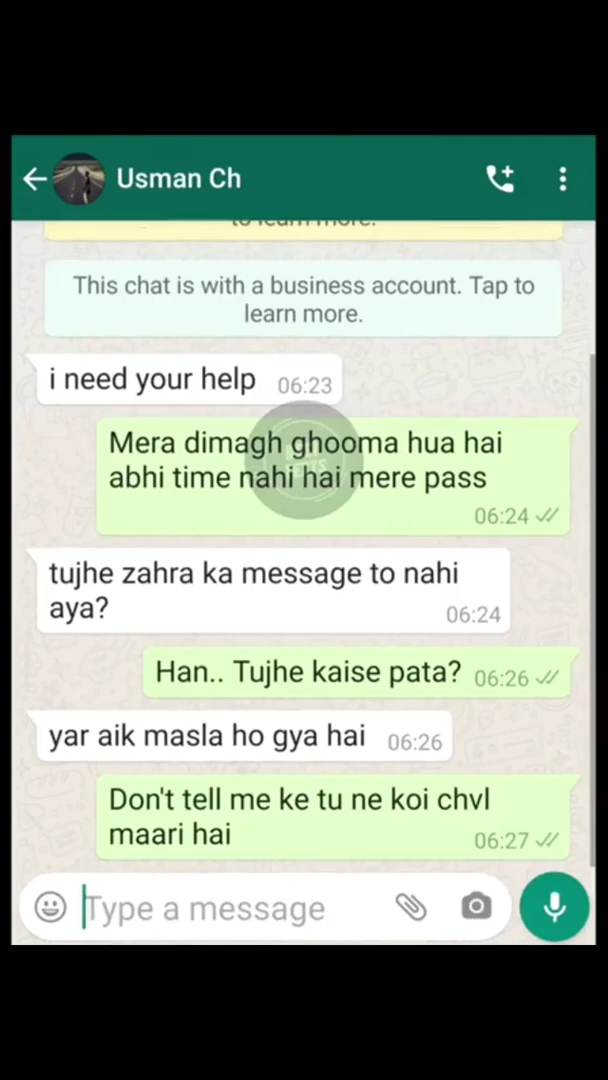 Usman Ch
to learn more.
This chat is with a business account. Tap to
learn more.
i need your help 06:23
Mera dimagh ghooma hua hai
abhi time nahi hai mere pass
06:24
tujhe zahra ka message to nahi
aya? 06:24
Han.. Tujhe kaise pata? 06:26
yar aik masla ho gya hai 06:26
Don't tell me ke tu ne koi chvl
maari hai 06:27
Type a message